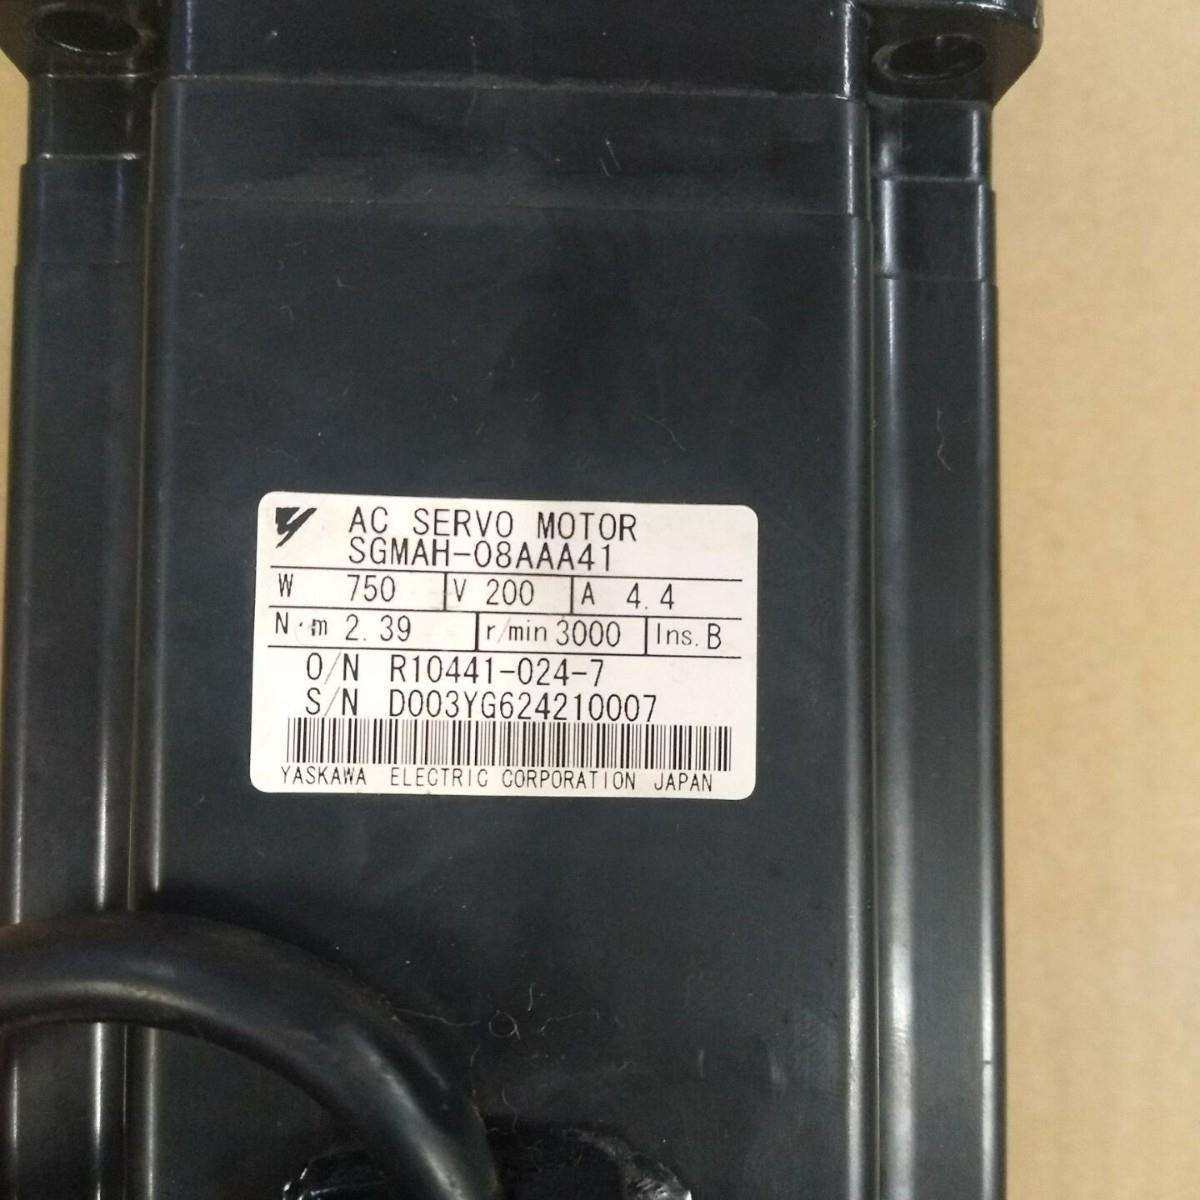 AC SERVO MOTOR
SGMAH-08AAA41
W 750 V 200 A 4.4
N·m 2.39 r/min 3000 Ins. B
O/N R10441-024-7
S/N D003YG624210007
YASKAWA ELECTRIC CORPORATION JAPAN